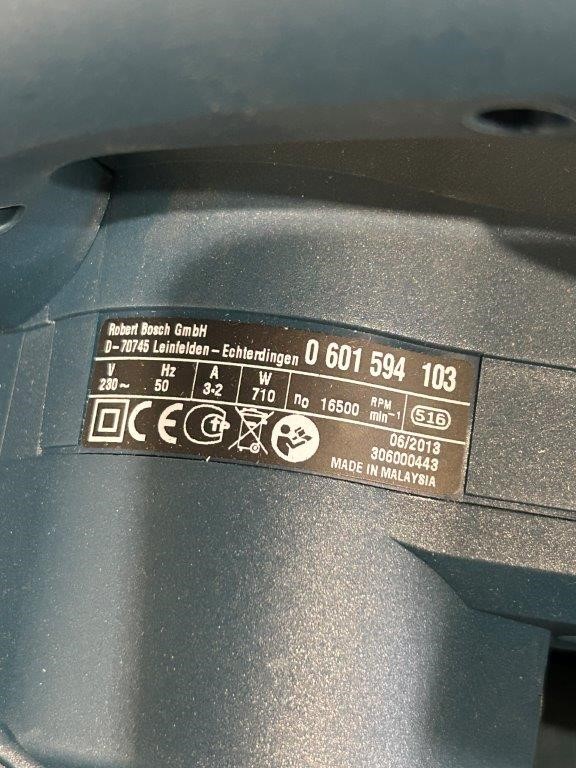 Robert Bosch GmbH
D-70745 Leinfelden - Echterdingen 0 601 594 103
V Hz A W
230~ 50 3·2 710 n₀ 16500 RPM min⁻¹ 516
CE
06/2013
306000443
MADE IN MALAYSIA